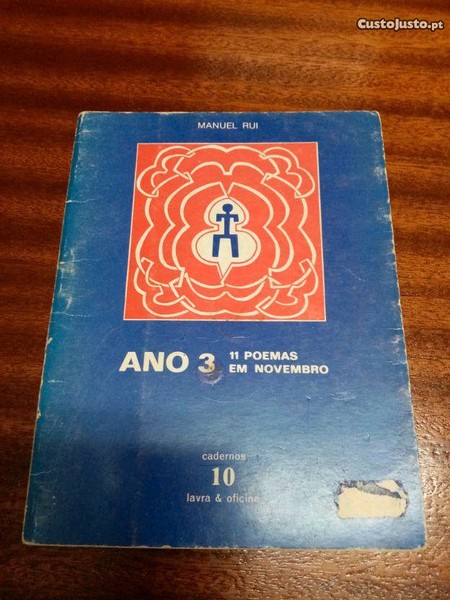 CustoJusto.pt
MANUEL RUI
ANO 3 11 POEMAS
EM NOVEMBRO
cadernos
10
lavra & oficina